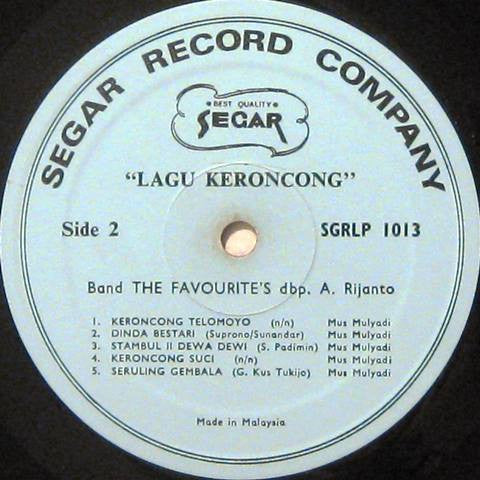 SEGAR RECORD COMPANY
BEST QUALITY
SEGAR
"LAGU KERONCONG"
Side 2 SGRLP 1013
Band THE FAVOURITE'S dbp. A. Rijanto
1. KERONCONG TELOMOYO (n/n) Mus Mulyadi
2. DINDA BESTARI (Suprono/Sunandar) Mus Mulyadi
3. STAMBUL II DEWA DEWI (S. Padimin) Mus Mulyadi
4. KERONCONG SUCI (n/n) Mus Mulyadi
5. SERULING GEMBALA (G. Kus Tukijo) Mus Mulyadi
Made in Malaysia